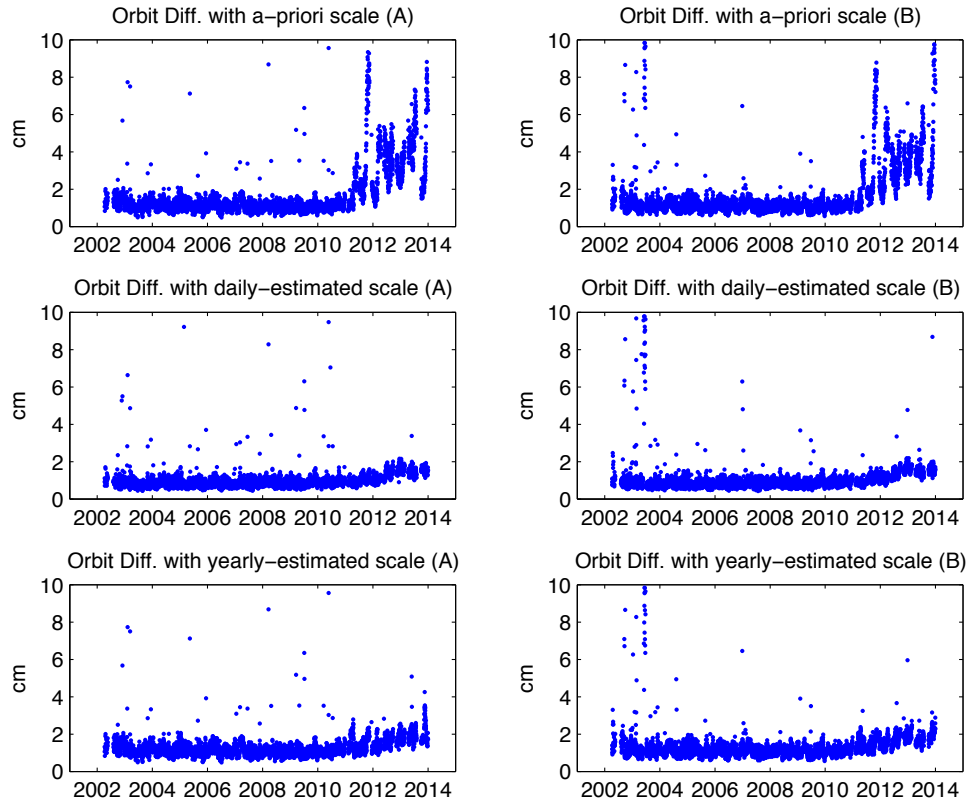 Orbit Diff. with a−priori scale (A)
10
8
6
4
2
0
cm
2002 2004 2006 2008 2010 2012 2014
Orbit Diff. with a−priori scale (B)
10
8
6
4
2
0
cm
2002 2004 2006 2008 2010 2012 2014
Orbit Diff. with daily−estimated scale (A)
10
8
6
4
2
0
cm
2002 2004 2006 2008 2010 2012 2014
Orbit Diff. with daily−estimated scale (B)
10
8
6
4
2
0
cm
2002 2004 2006 2008 2010 2012 2014
Orbit Diff. with yearly−estimated scale (A)
10
8
6
4
2
0
cm
2002 2004 2006 2008 2010 2012 2014
Orbit Diff. with yearly−estimated scale (B)
10
8
6
4
2
0
cm
2002 2004 2006 2008 2010 2012 2014